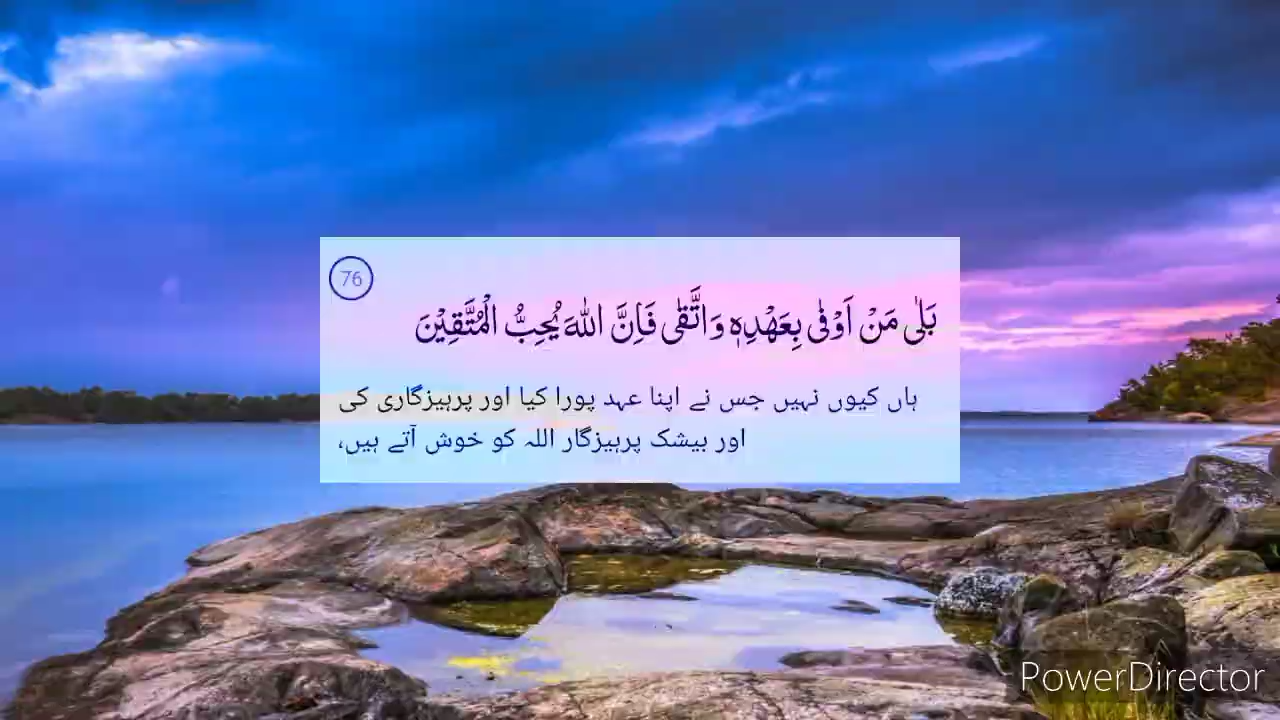 76
بَلٰى مَنْ اَوْفٰى بِعَهْدِهٖ وَاتَّقٰى فَاِنَّ اللّٰهَ يُحِبُّ الْمُتَّقِيْنَ
ہاں کیوں نہیں جس نے اپنا عہد پورا کیا اور پرہیزگاری کی
اور بیشک پرہیزگار اللہ کو خوش آتے ہیں،
PowerDirector